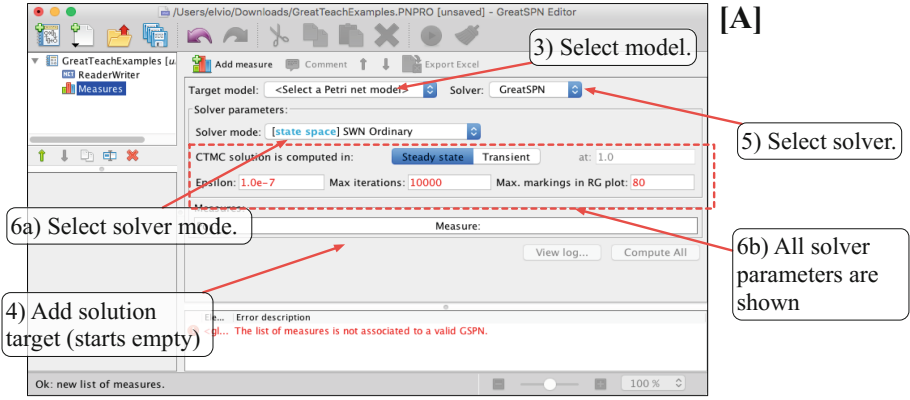 /Users/elvio/Downloads/GreatTeachExamples.PNPRO [unsaved] - GreatSPN Editor
[A]
3) Select model.
GreatTeachExamples [u.
NET ReaderWriter
Measures
Add measure Comment Export Excel
Target model: <Select a Petri net model> Solver: GreatSPN
Solver parameters:
Solver mode: [state space] SWN Ordinary
5) Select solver.
CTMC solution is computed in: Steady state Transient at: 1.0
Epsilon: 1.0e-7 Max iterations: 10000 Max. markings in RG plot: 80
Measures:
6a) Select solver mode.
Measure:
View log... Compute All
6b) All solver
parameters are
shown
4) Add solution
target (starts empty)
Ele... Error description
<gl... The list of measures is not associated to a valid GSPN.
Ok: new list of measures.
100 %